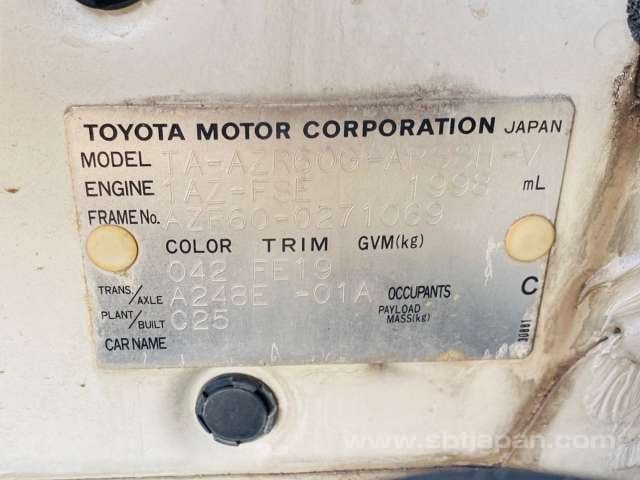 TOYOTA MOTOR CORPORATION JAPAN
MODEL
ENGINE 1AZ-FSE 1998 mL
FRAME No. AZR60-0271069
COLOR TRIM GVM(kg)
042 FE19
TRANS./AXLE A248E -01A OCCUPANTS C
PLANT/BUILT C25 PAYLOAD MASS(kg)
CAR NAME
30881
www.sbtjapan.com